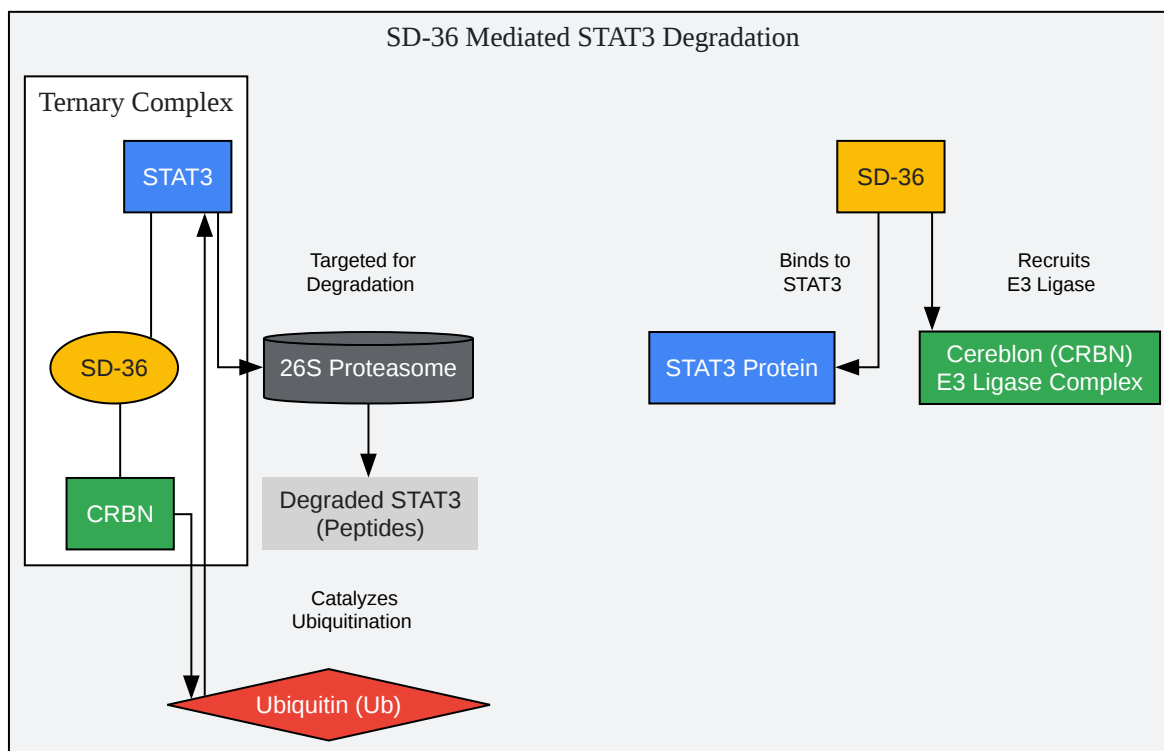 SD-36 Mediated STAT3 Degradation
Ternary Complex
STAT3
SD-36
CRBN
Targeted for
Degradation
26S Proteasome
Degraded STAT3
(Peptides)
Catalyzes
Ubiquitination
Ubiquitin (Ub)
SD-36
Binds to
STAT3
Recruits
E3 Ligase
STAT3 Protein
Cereblon (CRBN)
E3 Ligase Complex